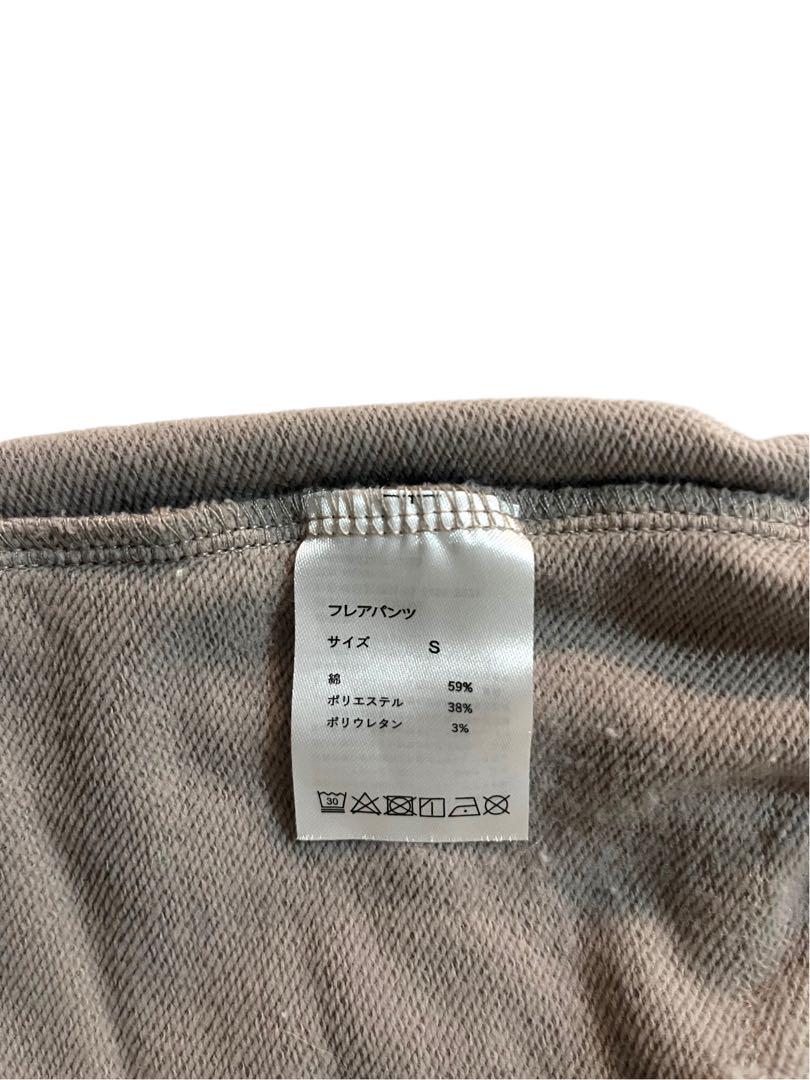 フレアパンツ
サイズ S
綿 59%
ポリエステル 38%
ポリウレタン 3%
30